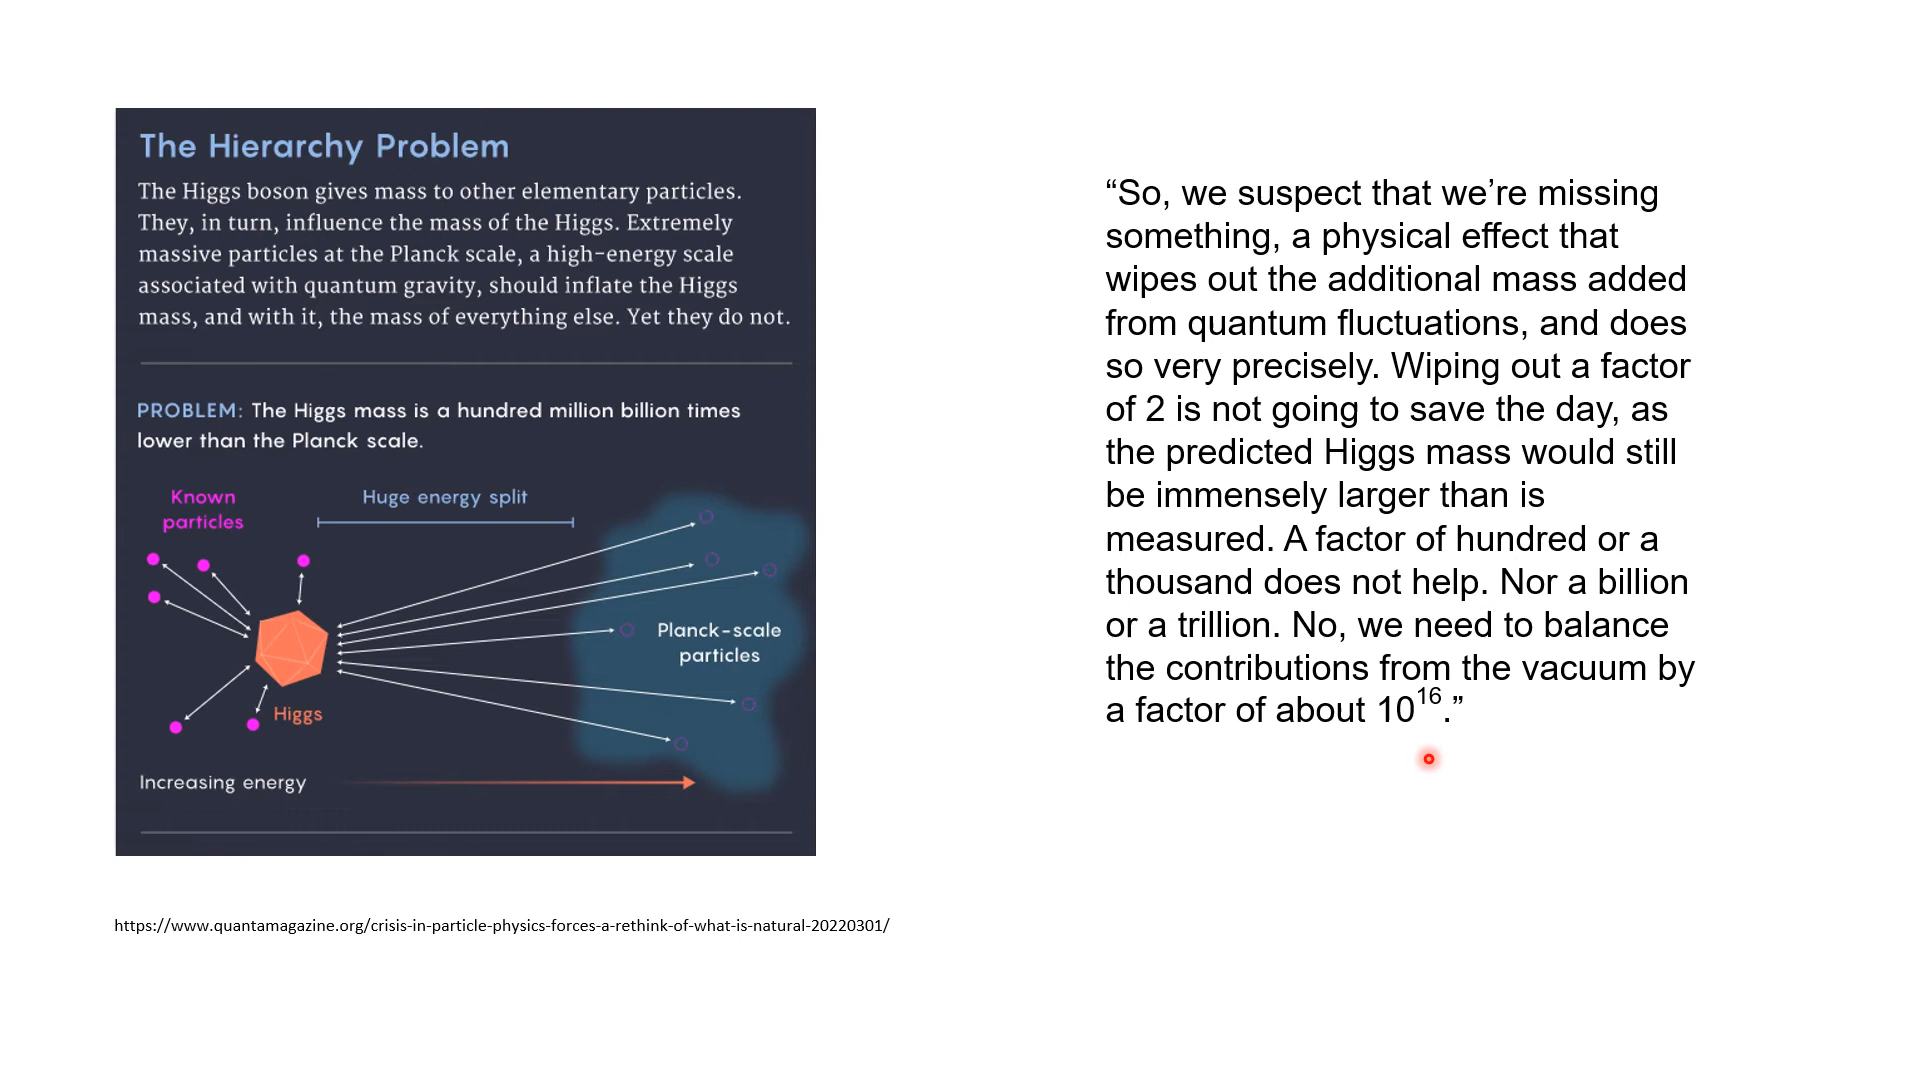 The Hierarchy Problem
The Higgs boson gives mass to other elementary particles.
They, in turn, influence the mass of the Higgs. Extremely
massive particles at the Planck scale, a high-energy scale
associated with quantum gravity, should inflate the Higgs
mass, and with it, the mass of everything else. Yet they do not.
PROBLEM: The Higgs mass is a hundred million billion times
lower than the Planck scale.
Known
particles
Huge energy split
Planck-scale
particles
Higgs
Increasing energy
https://www.quantamagazine.org/crisis-in-particle-physics-forces-a-rethink-of-what-is-natural-20220301/
“So, we suspect that we’re missing
something, a physical effect that
wipes out the additional mass added
from quantum fluctuations, and does
so very precisely. Wiping out a factor
of 2 is not going to save the day, as
the predicted Higgs mass would still
be immensely larger than is
measured. A factor of hundred or a
thousand does not help. Nor a billion
or a trillion. No, we need to balance
the contributions from the vacuum by
a factor of about 10¹⁶.”